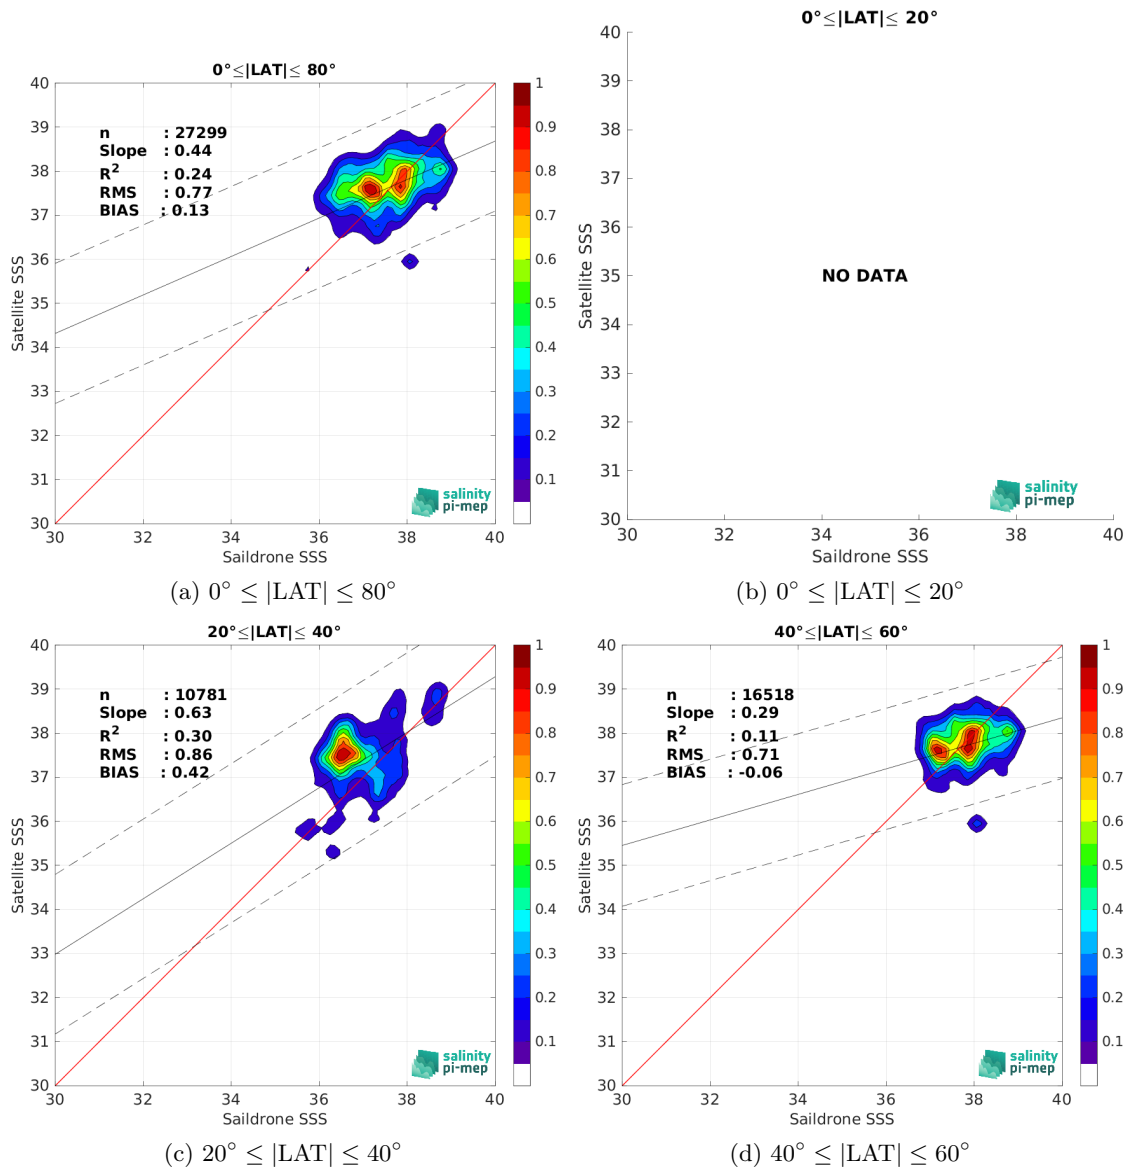 0°≤|LAT|≤ 80°
40
39
38
37
36
35
34
33
32
31
30
30 32 34 36 38 40
Satellite SSS
Saildrone SSS
n : 27299
Slope : 0.44
R² : 0.24
RMS : 0.77
BIAS : 0.13
salinity
pi-mep
1
0.9
0.8
0.7
0.6
0.5
0.4
0.3
0.2
0.1
(a) 0° ≤ |LAT| ≤ 80°
0°≤|LAT|≤ 20°
40
39
38
37
36
35
34
33
32
31
30
30 32 34 36 38 40
Satellite SSS
Saildrone SSS
NO DATA
salinity
pi-mep
(b) 0° ≤ |LAT| ≤ 20°
20°≤|LAT|≤ 40°
40
39
38
37
36
35
34
33
32
31
30
30 32 34 36 38 40
Satellite SSS
Saildrone SSS
n : 10781
Slope : 0.63
R² : 0.30
RMS : 0.86
BIAS : 0.42
salinity
pi-mep
1
0.9
0.8
0.7
0.6
0.5
0.4
0.3
0.2
0.1
(c) 20° ≤ |LAT| ≤ 40°
40°≤|LAT|≤ 60°
40
39
38
37
36
35
34
33
32
31
30
30 32 34 36 38 40
Satellite SSS
Saildrone SSS
n : 16518
Slope : 0.29
R² : 0.11
RMS : 0.71
BIAS : -0.06
salinity
pi-mep
1
0.9
0.8
0.7
0.6
0.5
0.4
0.3
0.2
0.1
(d) 40° ≤ |LAT| ≤ 60°